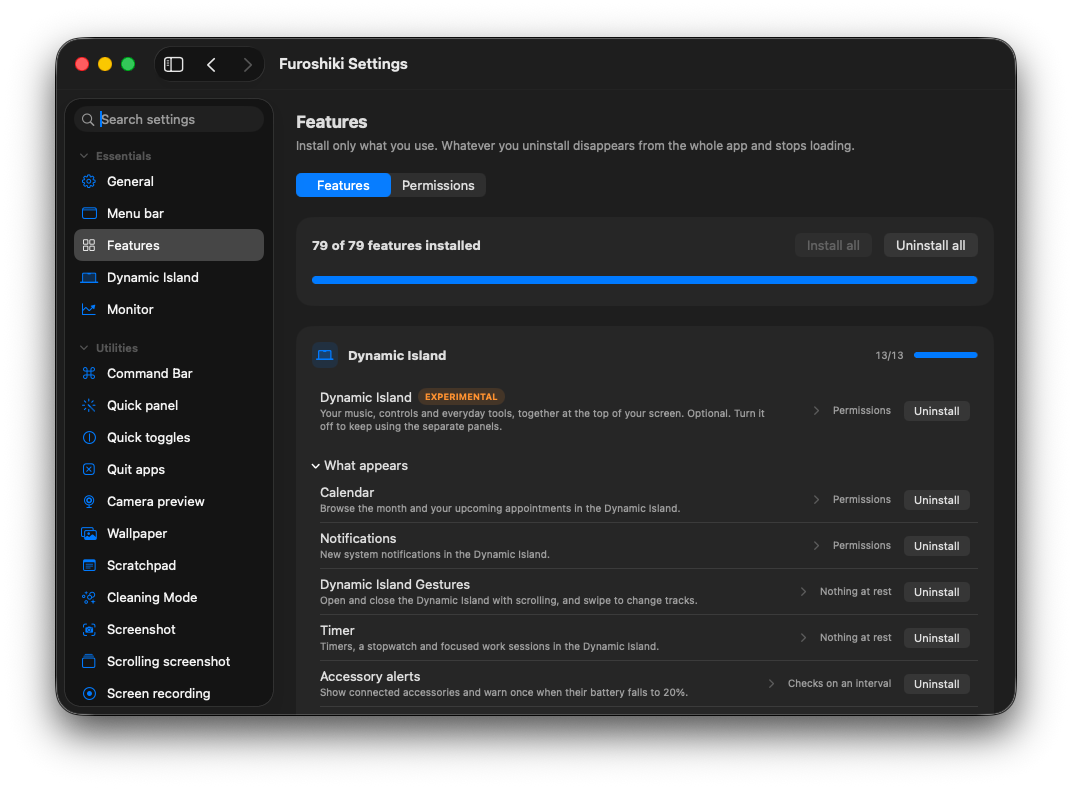 Furoshiki Settings
Search settings
Essentials
General
Menu bar
Features
Dynamic Island
Monitor
Utilities
Command Bar
Quick panel
Quick toggles
Quit apps
Camera preview
Wallpaper
Scratchpad
Cleaning Mode
Screenshot
Scrolling screenshot
Screen recording
Features
Install only what you use. Whatever you uninstall disappears from the whole app and stops loading.
Features Permissions
79 of 79 features installed Install all Uninstall all
Dynamic Island 13/13
Dynamic Island EXPERIMENTAL
Your music, controls and everyday tools, together at the top of your screen. Optional. Turn it
off to keep using the separate panels.
Permissions Uninstall
What appears
Calendar
Browse the month and your upcoming appointments in the Dynamic Island.
Permissions Uninstall
Notifications
New system notifications in the Dynamic Island.
Permissions Uninstall
Dynamic Island Gestures
Open and close the Dynamic Island with scrolling, and swipe to change tracks.
Nothing at rest Uninstall
Timer
Timers, a stopwatch and focused work sessions in the Dynamic Island.
Nothing at rest Uninstall
Accessory alerts
Show connected accessories and warn once when their battery falls to 20%.
Checks on an interval Uninstall